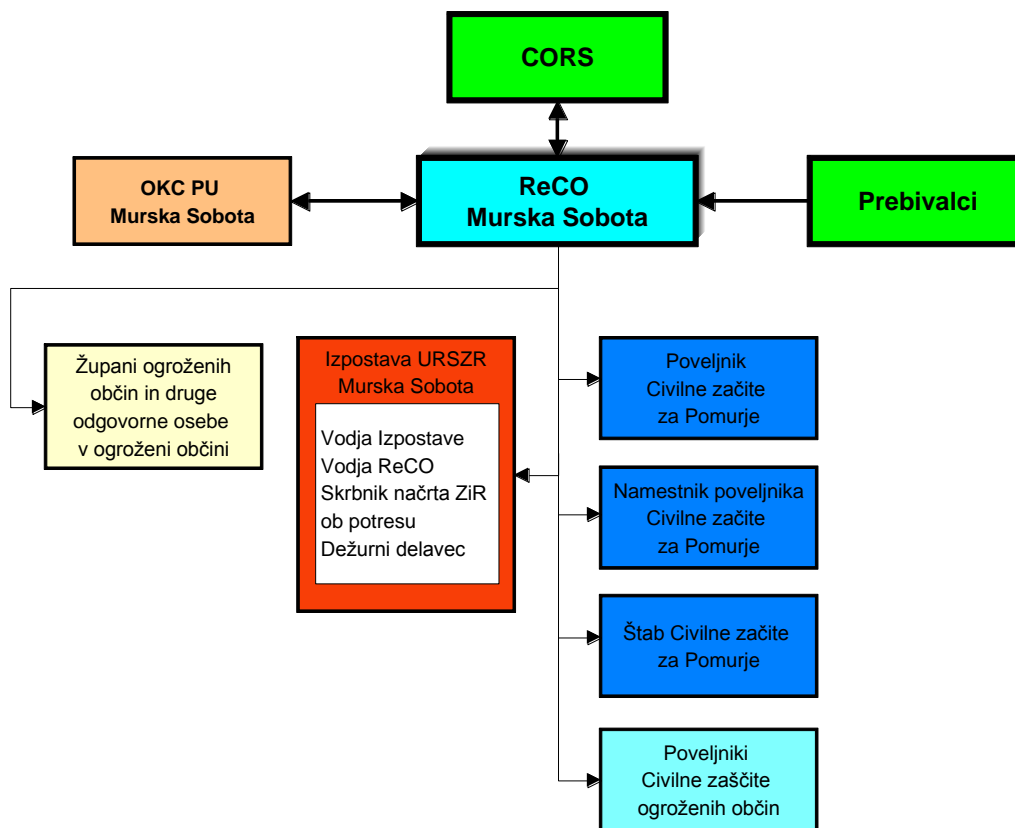 CORS
OKC PU
Murska Sobota
ReCO
Murska Sobota
Prebivalci
Župani ogroženih
občin in druge
odgovorne osebe
v ogroženi občini
Izpostava URSZR
Murska Sobota
Vodja Izpostave
Vodja ReCO
Skrbnik načrta ZiR
ob potresu
Dežurni delavec
Poveljnik
Civilne začite
za Pomurje
Namestnik poveljnika
Civilne začite
za Pomurje
Štab Civilne začite
za Pomurje
Poveljniki
Civilne zaščite
ogroženih občin